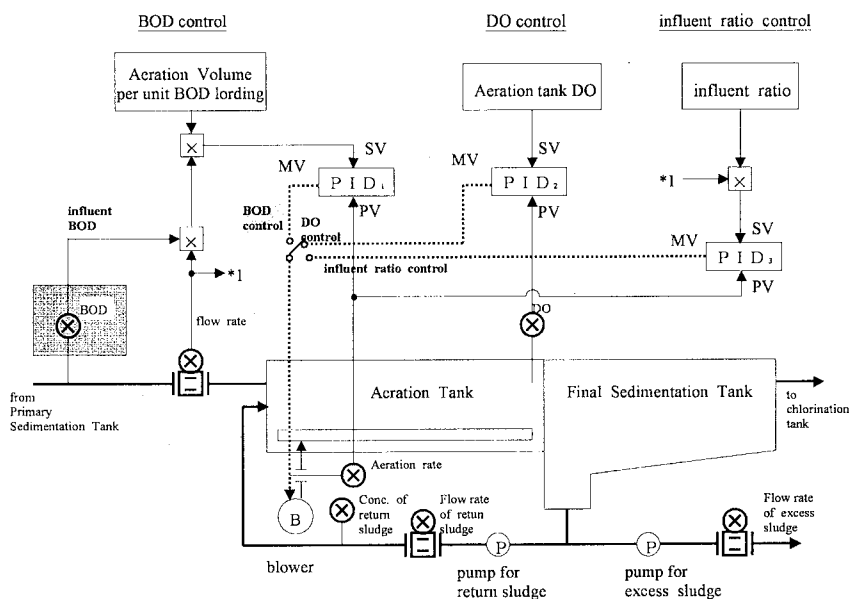 BOD control
DO control
influent ratio control
Aeration Volume
per unit BOD lording
Aeration tank DO
influent ratio
×
SV
MV
PID₁
PV
SV
MV
PID₂
PV
*1
×
SV
MV
PID₃
PV
influent
BOD
×
BOD
control
DO
control
influent ratio control
*1
BOD
flow rate
DO
from
Primary
Sedimentation Tank
Acration Tank
Final Sedimentation Tank
to
chlorination
tank
Aeration rate
B
Conc. of
return
sludge
Flow rate
of retun
sludge
Flow rate
of excess
sludge
P
P
blower
pump for
return sludge
pump for
excess sludge